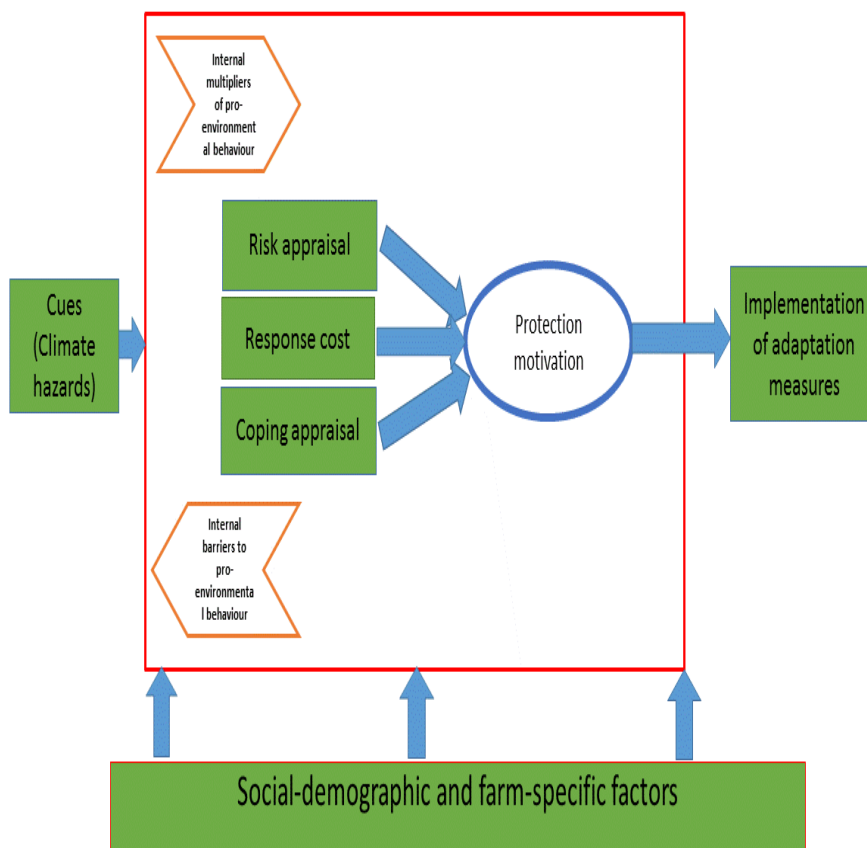 Internal
multipliers
of pro-
environment
al behaviour
Risk appraisal
Cues
(Climate
hazards)
Response cost
Protection
motivation
Implementation
of adaptation
measures
Coping appraisal
Internal
barriers to
pro-
environmenta
l behaviour
Social-demographic and farm-specific factors